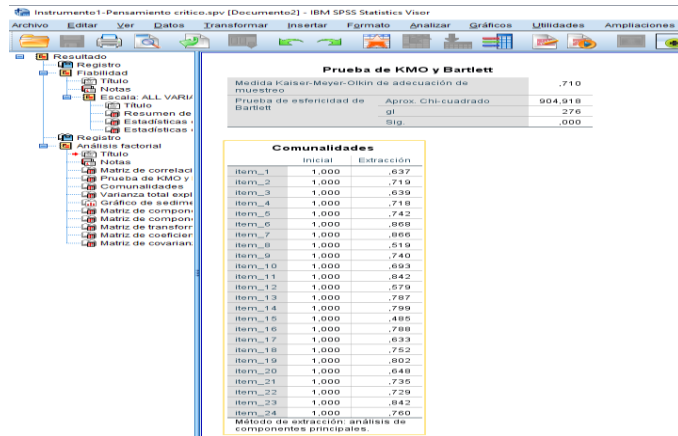 Instrumento1-Pensamiento critico.spv [Documento2] - IBM SPSS Statistics Visor
Archivo Editar Ver Datos Transformar Insertar Formato Analizar Gráficos Utilidades Ampliaciones
Resultado
Registro
Fiabilidad
Título
Notas
Escala: ALL VARIA
Título
Resumen de
Estadísticas
Estadísticas
Registro
Análisis factorial
Título
Notas
Matriz de correlaci
Prueba de KMO y
Comunalidades
Varianza total expl
Gráfico de sedime
Matriz de compon
Matriz de compon
Matriz de transforr
Matriz de coeficier
Matriz de covarian
Prueba de KMO y Bartlett
Medida Kaiser-Meyer-Olkin de adecuación de muestreo ,710
Prueba de esfericidad de Bartlett Aprox. Chi-cuadrado 904,918
gl 276
Sig. ,000
Comunalidades
Inicial Extracción
item_1 1,000 ,637
item_2 1,000 ,719
item_3 1,000 ,639
item_4 1,000 ,718
item_5 1,000 ,742
item_6 1,000 ,868
item_7 1,000 ,866
item_8 1,000 ,519
item_9 1,000 ,740
item_10 1,000 ,693
item_11 1,000 ,842
item_12 1,000 ,579
item_13 1,000 ,787
item_14 1,000 ,799
item_15 1,000 ,485
item_16 1,000 ,788
item_17 1,000 ,633
item_18 1,000 ,752
item_19 1,000 ,802
item_20 1,000 ,648
item_21 1,000 ,735
item_22 1,000 ,729
item_23 1,000 ,842
item_24 1,000 ,760
Método de extracción: análisis de
componentes principales.